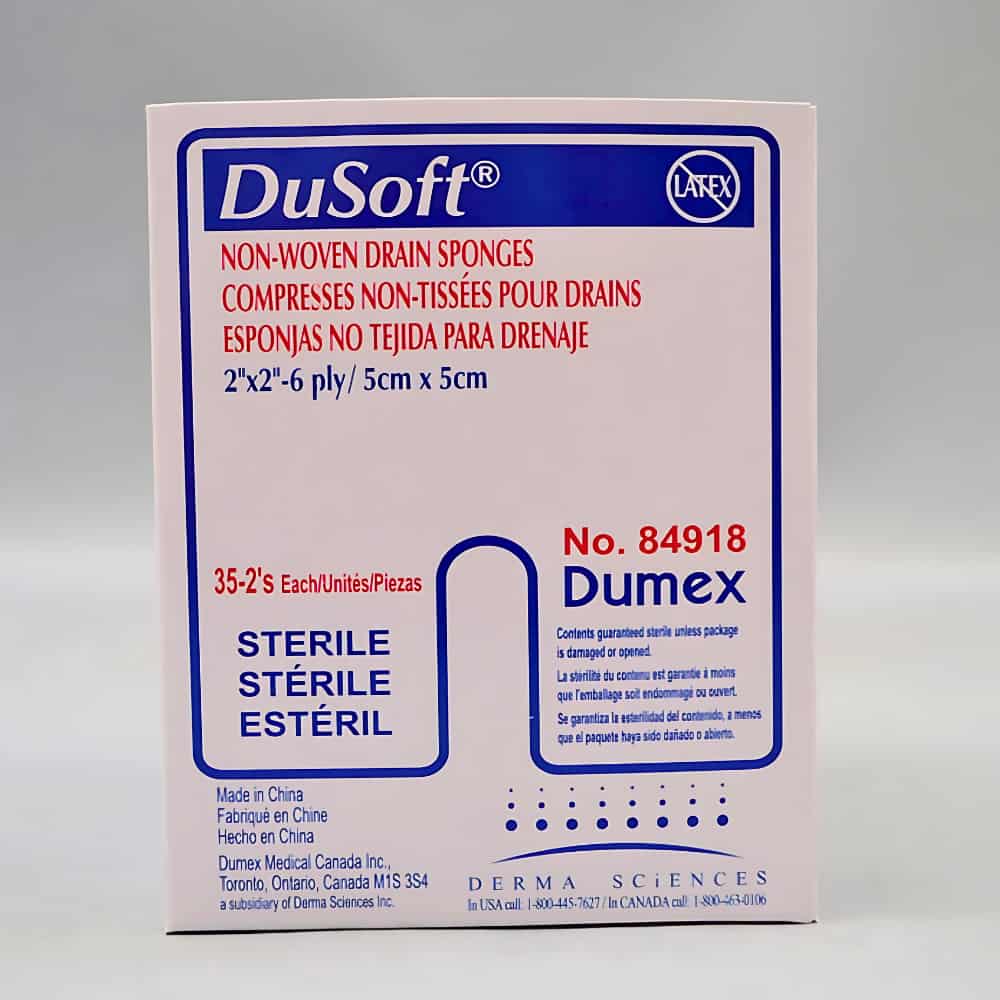 DuSoft®
LATEX
NON-WOVEN DRAIN SPONGES
COMPRESSES NON-TISSÉES POUR DRAINS
ESPONJAS NO TEJIDA PARA DRENAJE
2"x2"-6 ply/ 5cm x 5cm
35-2's Each/Unités/Piezas
STERILE
STÉRILE
ESTÉRIL
No. 84918
Dumex
Contents guaranteed sterile unless package
is damaged or opened.
La stérilité du contenu est garantie à moins
que l'emballage soit endommagé ou ouvert.
Se garantiza la esterilidad del contenido, a menos
que el paquete haya sido dañado o abierto.
Made in China
Fabriqué en Chine
Hecho en China
Dumex Medical Canada Inc.,
Toronto, Ontario, Canada M1S 3S4
a subsidiary of Derma Sciences Inc.
DERMA SCiENCES
In USA call: 1-800-445-7627 / In CANADA call: 1-800-463-0106